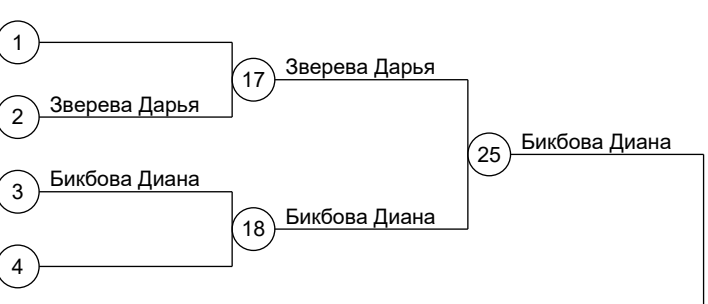 1
Зверева Дарья
17
2 Зверева Дарья
25 Бикбова Диана
3 Бикбова Диана
18 Бикбова Диана
4